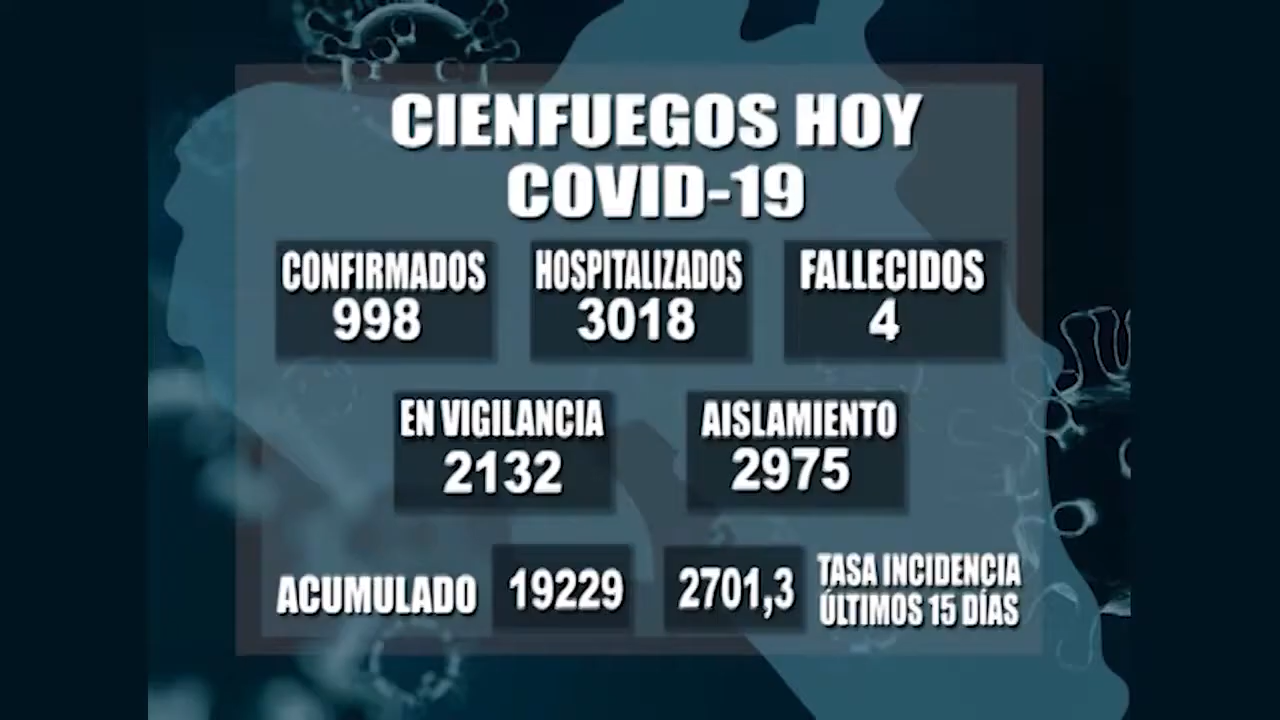 CIENFUEGOS HOY
COVID-19
CONFIRMADOS
998
HOSPITALIZADOS
3018
FALLECIDOS
4
EN VIGILANCIA
2132
AISLAMIENTO
2975
ACUMULADO
19229
2701,3
TASA INCIDENCIA
ÚLTIMOS 15 DÍAS